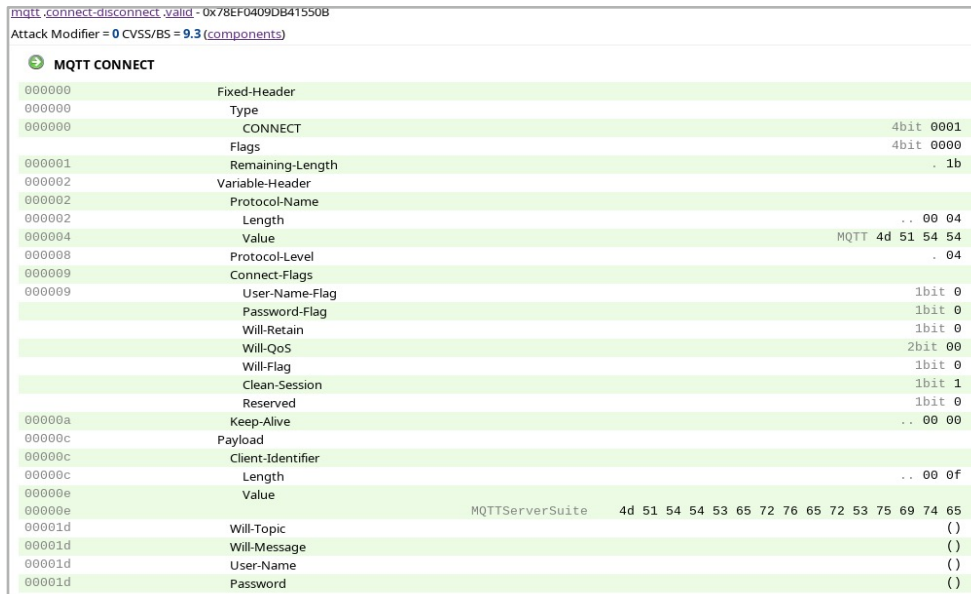 mqtt .connect-disconnect .valid - 0x78EF0409DB41550B
Attack Modifier = 0 CVSS/BS = 9.3 (components)
MQTT CONNECT
000000 Fixed-Header
000000 Type
000000 CONNECT 4bit 0001
Flags 4bit 0000
000001 Remaining-Length . 1b
000002 Variable-Header
000002 Protocol-Name
000002 Length .. 00 04
000004 Value MQTT 4d 51 54 54
000008 Protocol-Level . 04
000009 Connect-Flags
000009 User-Name-Flag 1bit 0
Password-Flag 1bit 0
Will-Retain 1bit 0
Will-QoS 2bit 00
Will-Flag 1bit 0
Clean-Session 1bit 1
Reserved 1bit 0
00000a Keep-Alive .. 00 00
00000c Payload
00000c Client-Identifier
00000c Length .. 00 0f
00000e Value
00000e MQTTServerSuite 4d 51 54 54 53 65 72 76 65 72 53 75 69 74 65
00001d Will-Topic ()
00001d Will-Message ()
00001d User-Name ()
00001d Password ()